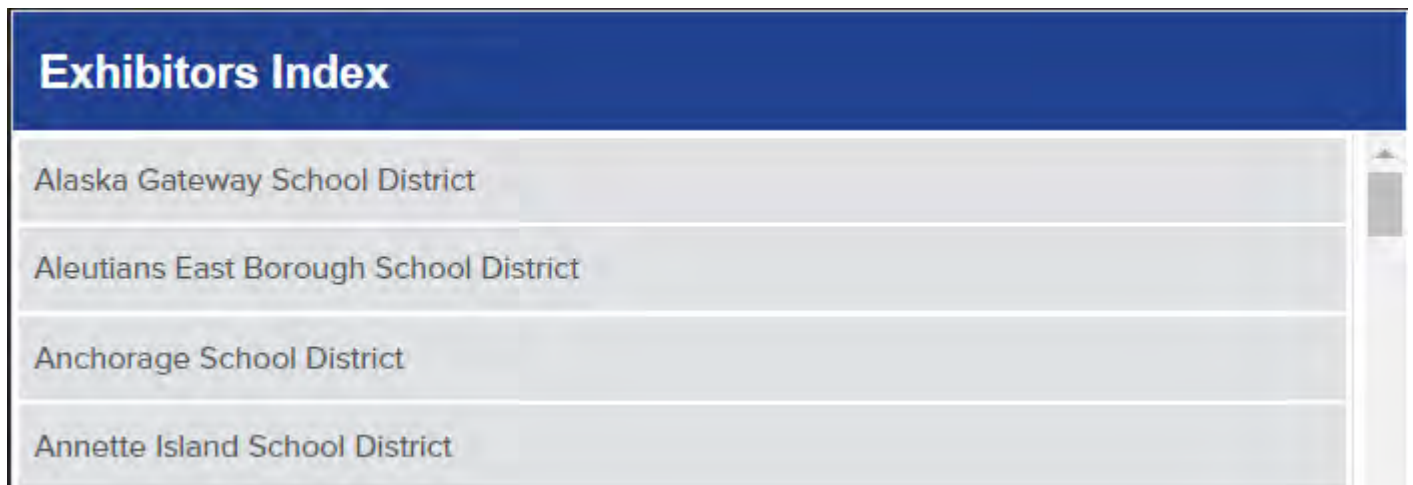 Exhibitors Index
Alaska Gateway School District
Aleutians East Borough School District
Anchorage School District
Annette Island School District